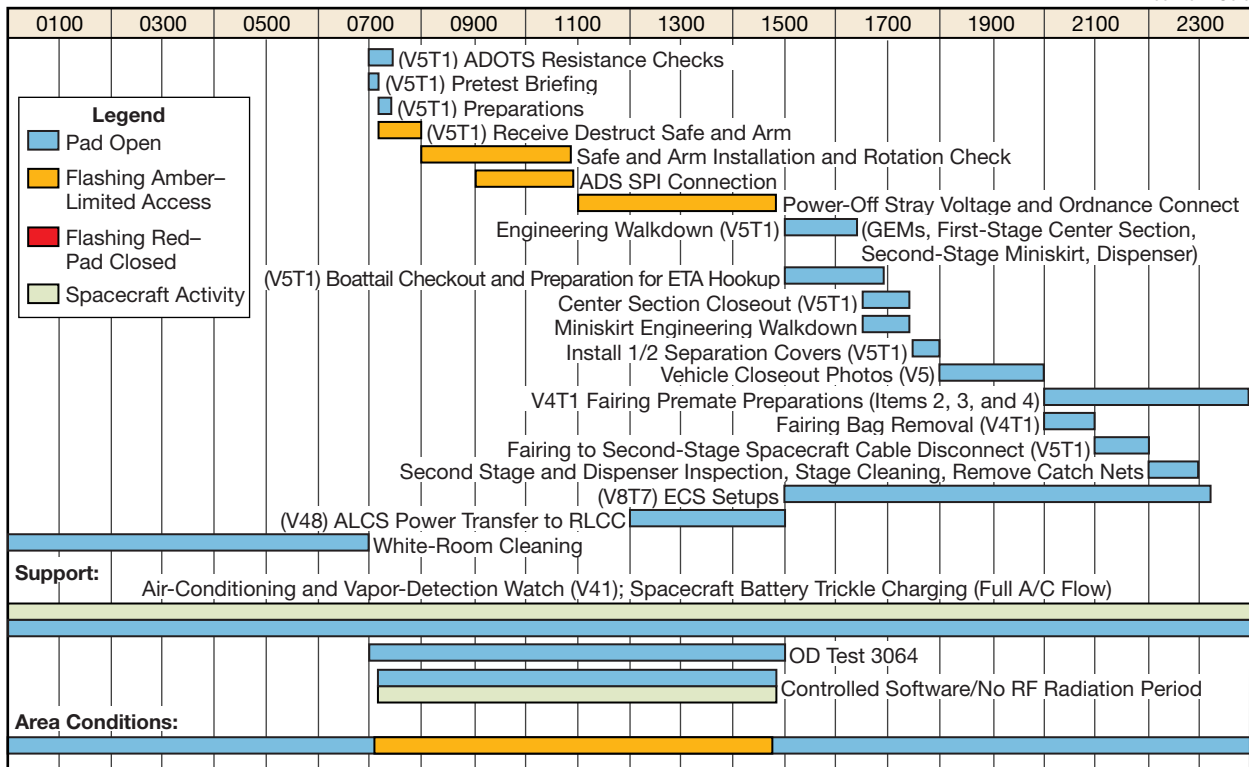 0100 0300 0500 0700 0900 1100 1300 1500 1700 1900 2100 2300
(V5T1) ADOTS Resistance Checks
(V5T1) Pretest Briefing
(V5T1) Preparations
(V5T1) Receive Destruct Safe and Arm
Safe and Arm Installation and Rotation Check
ADS SPI Connection
Power-Off Stray Voltage and Ordnance Connect
Legend
Pad Open
Flashing Amber–
Limited Access
Flashing Red–
Pad Closed
Spacecraft Activity
Engineering Walkdown (V5T1)
(GEMs, First-Stage Center Section,
Second-Stage Miniskirt, Dispenser)
(V5T1) Boattail Checkout and Preparation for ETA Hookup
Center Section Closeout (V5T1)
Miniskirt Engineering Walkdown
Install 1/2 Separation Covers (V5T1)
Vehicle Closeout Photos (V5)
V4T1 Fairing Premate Preparations (Items 2, 3, and 4)
Fairing Bag Removal (V4T1)
Fairing to Second-Stage Spacecraft Cable Disconnect (V5T1)
Second Stage and Dispenser Inspection, Stage Cleaning, Remove Catch Nets
(V8T7) ECS Setups
(V48) ALCS Power Transfer to RLCC
White-Room Cleaning
Support:
Air-Conditioning and Vapor-Detection Watch (V41); Spacecraft Battery Trickle Charging (Full A/C Flow)
OD Test 3064
Controlled Software/No RF Radiation Period
Area Conditions: